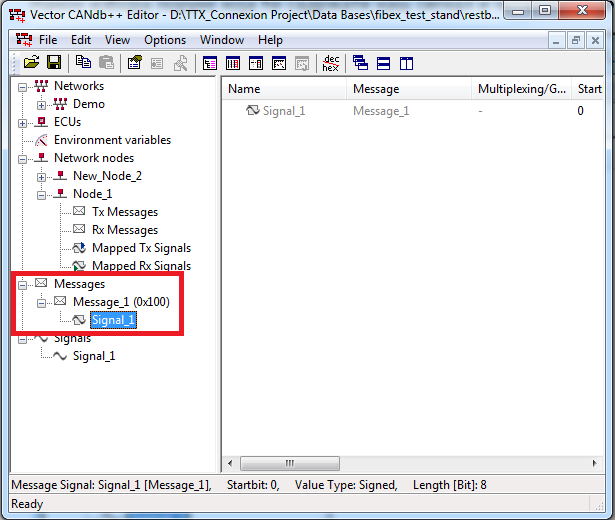 Vector CANdb++ Editor - D:\TTX_Connexion Project\Data Bases\fibex_test_stand\restb...
File Edit View Options Window Help
dec
hex
Networks
Demo
ECUs
Environment variables
Network nodes
New_Node_2
Node_1
Tx Messages
Rx Messages
Mapped Tx Signals
Mapped Rx Signals
Messages
Message_1 (0x100)
Signal_1
Signals
Signal_1
Name Message Multiplexing/G... Startb
Signal_1 Message_1 - 0
Message Signal: Signal_1 [Message_1], Startbit: 0, Value Type: Signed, Length [Bit]: 8
Ready